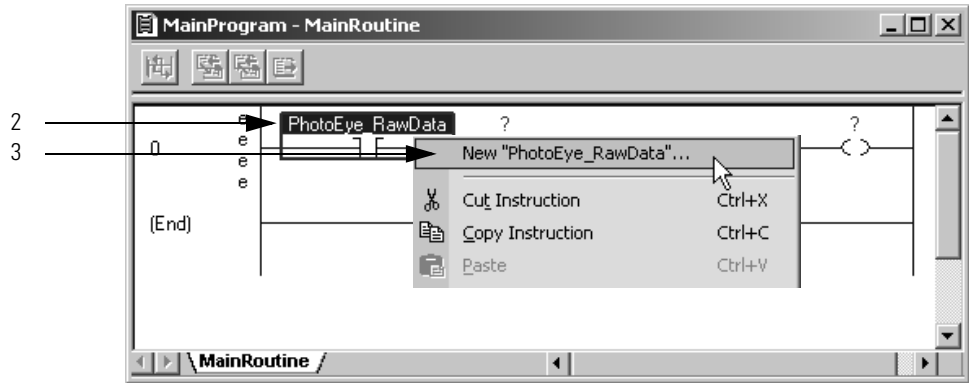 MainProgram - MainRoutine
2
3
e
e
e
e
0
PhotoEye_RawData
?
?
New "PhotoEye_RawData"...
Cut Instruction Ctrl+X
Copy Instruction Ctrl+C
Paste Ctrl+V
(End)
MainRoutine